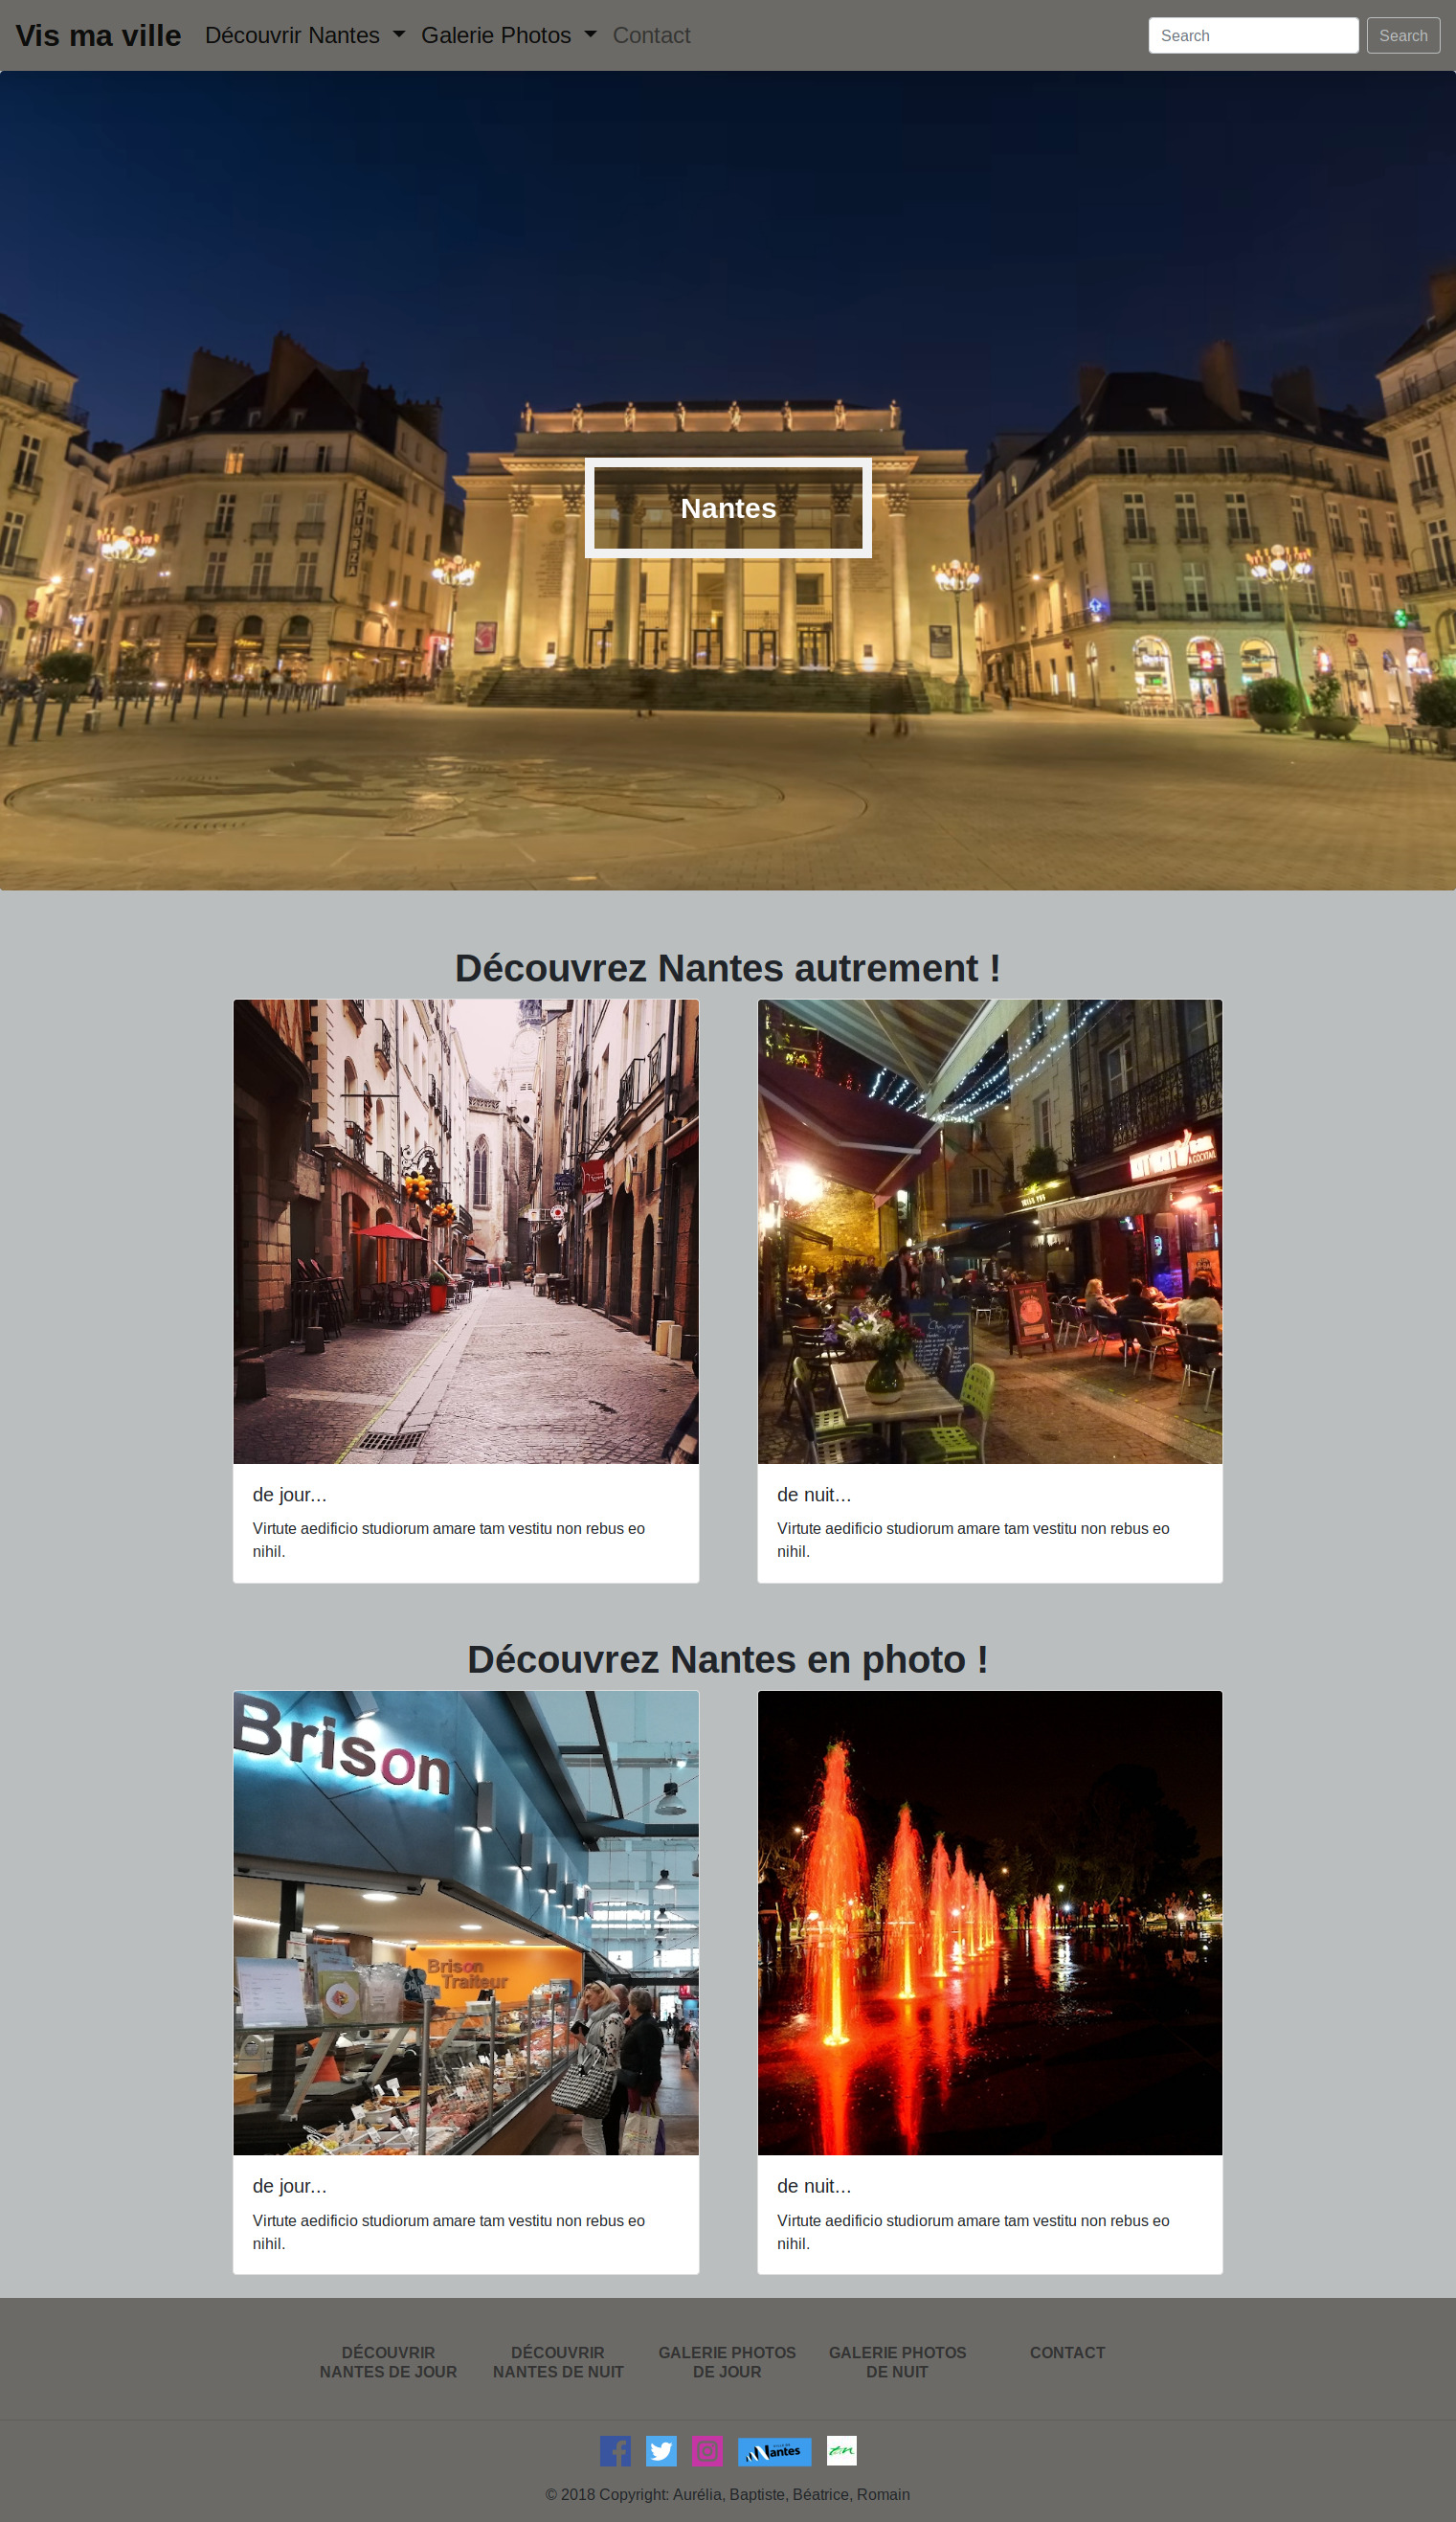 Vis ma ville Découvrir Nantes Galerie Photos Contact Search Search
Nantes
Découvrez Nantes autrement !
de jour...
Virtute aedificio studiorum amare tam vestitu non rebus eo
nihil.
de nuit...
Virtute aedificio studiorum amare tam vestitu non rebus eo
nihil.
Découvrez Nantes en photo !
Brison
Brison
Traiteur
de jour...
Virtute aedificio studiorum amare tam vestitu non rebus eo
nihil.
de nuit...
Virtute aedificio studiorum amare tam vestitu non rebus eo
nihil.
DÉCOUVRIR
NANTES DE JOUR
DÉCOUVRIR
NANTES DE NUIT
GALERIE PHOTOS
DE JOUR
GALERIE PHOTOS
DE NUIT
CONTACT
Nantes
tan
© 2018 Copyright: Aurélia, Baptiste, Béatrice, Romain